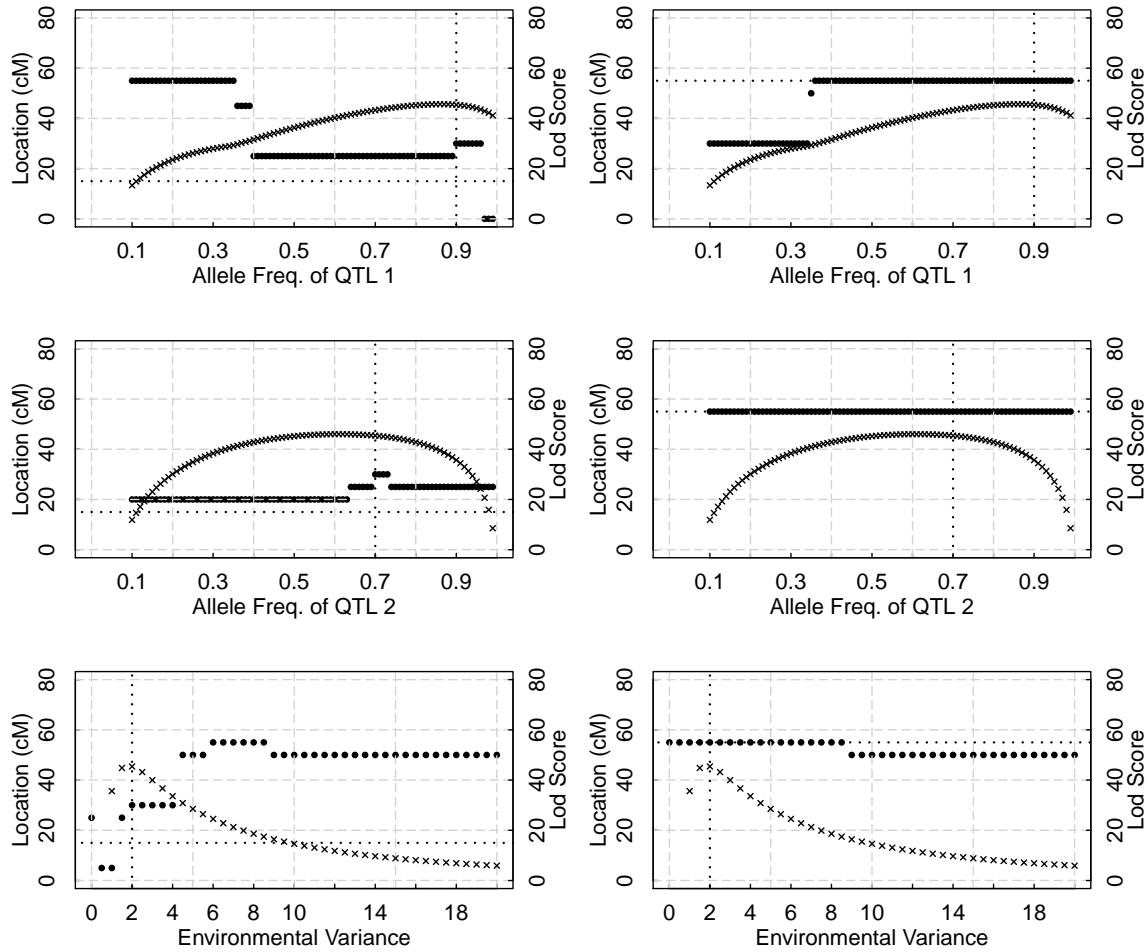 0 20 40 60 80
Location (cM)
0 20 40 60 80
Lod Score
0.1 0.3 0.5 0.7 0.9
Allele Freq. of QTL 1
0 20 40 60 80
Location (cM)
0 20 40 60 80
Lod Score
0.1 0.3 0.5 0.7 0.9
Allele Freq. of QTL 1
0 20 40 60 80
Location (cM)
0 20 40 60 80
Lod Score
0.1 0.3 0.5 0.7 0.9
Allele Freq. of QTL 2
0 20 40 60 80
Location (cM)
0 20 40 60 80
Lod Score
0.1 0.3 0.5 0.7 0.9
Allele Freq. of QTL 2
0 20 40 60 80
Location (cM)
0 20 40 60 80
Lod Score
0 2 4 6 8 10 14 18
Environmental Variance
0 20 40 60 80
Location (cM)
0 20 40 60 80
Lod Score
0 2 4 6 8 10 14 18
Environmental Variance